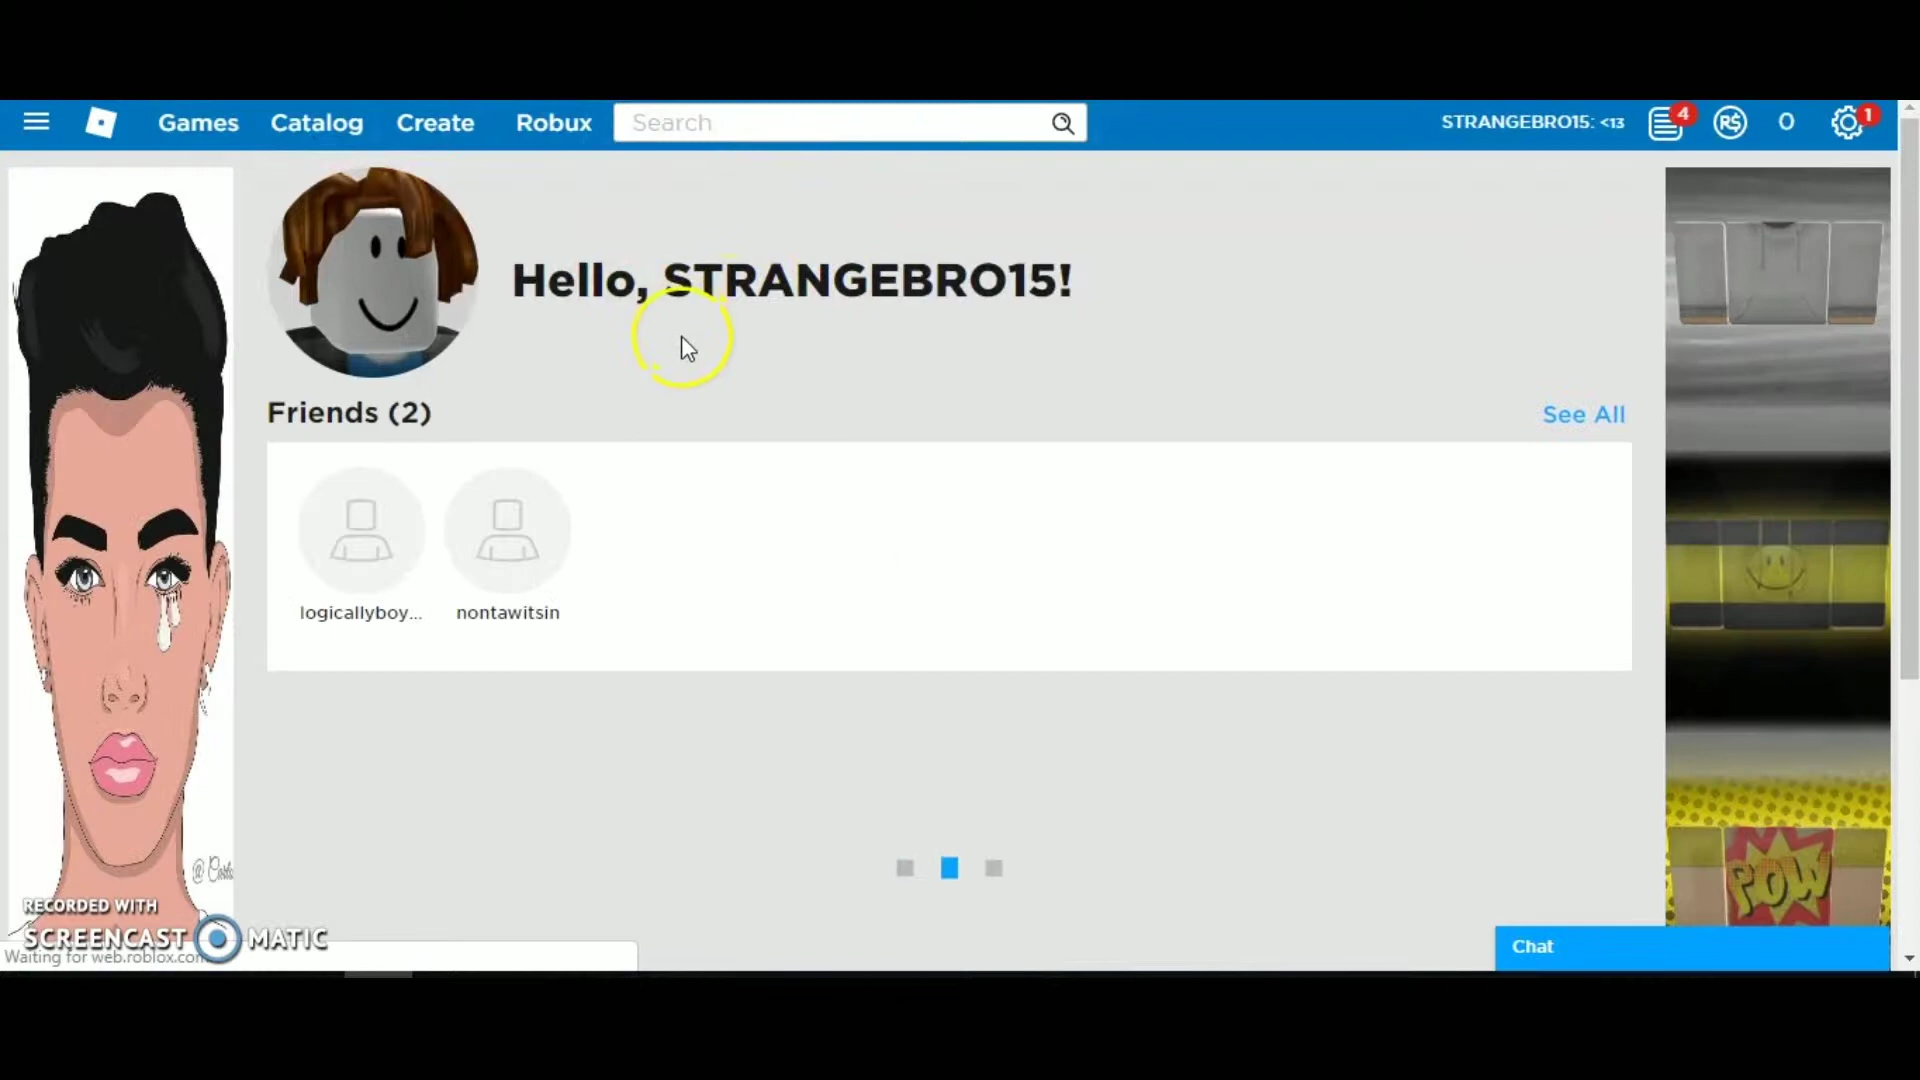 Games Catalog Create Robux Search STRANGEBRO15: <13 4 R$ 0 1
Hello, STRANGEBRO15!
Friends (2) See All
logicallyboy... nontawitsin
POW
RECORDED WITH
SCREENCAST MATIC
Waiting for web.roblox.com
Chat